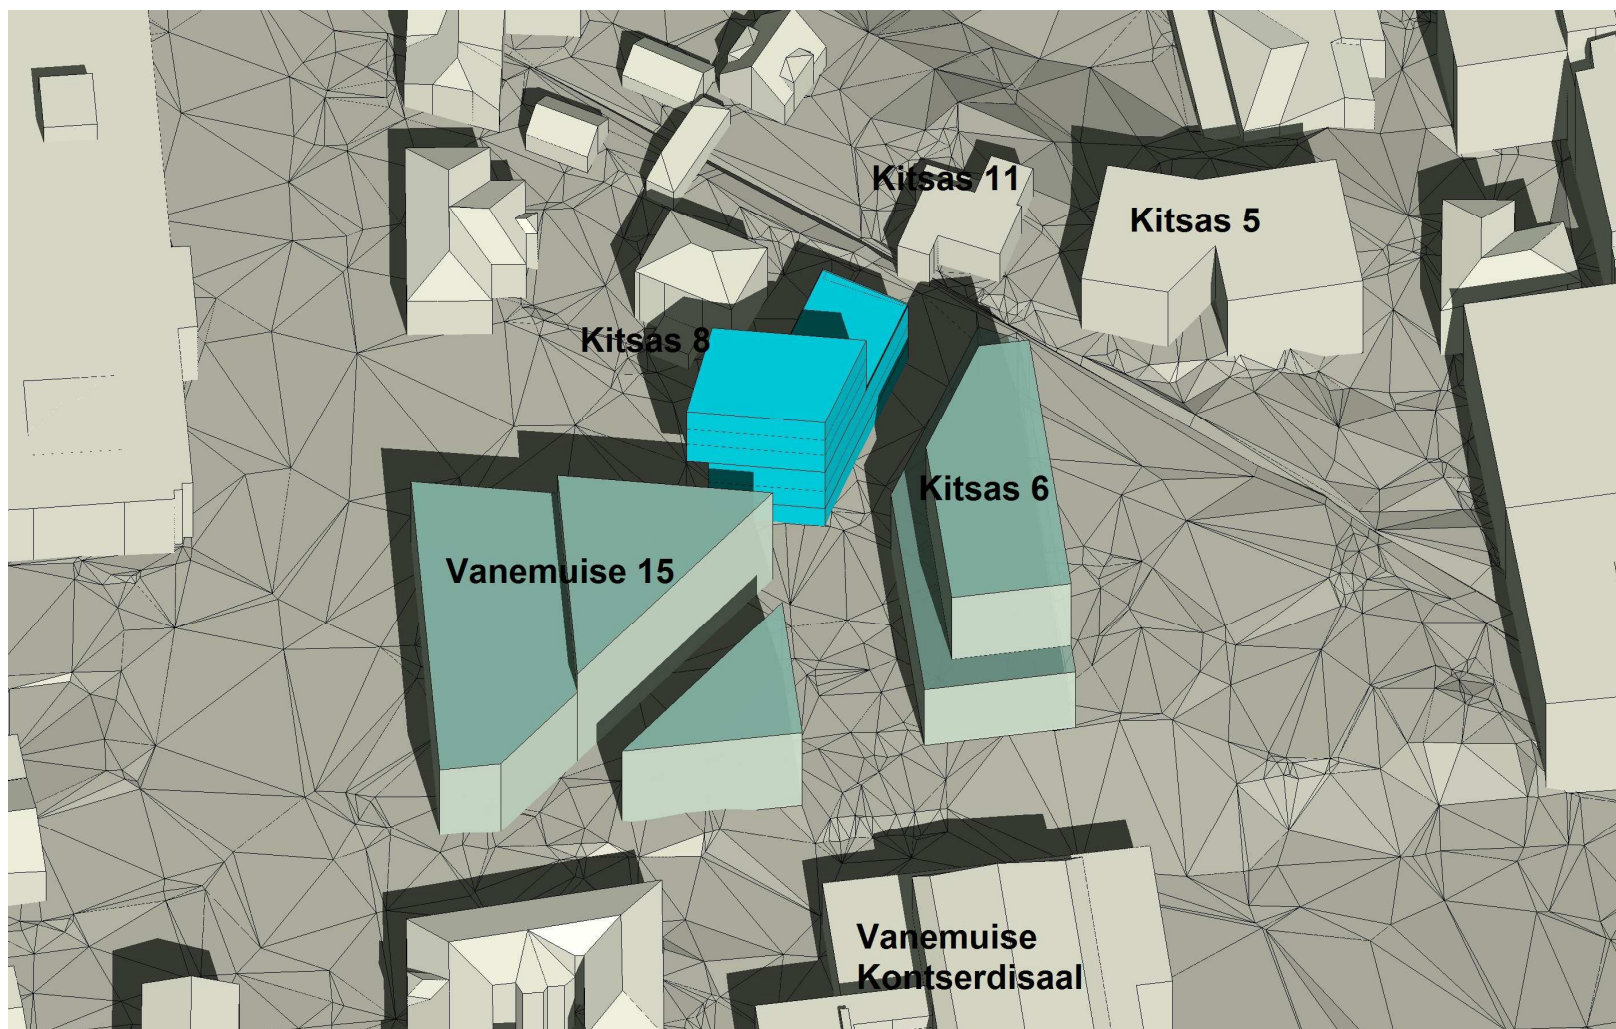 Kitsas 11
Kitsas 5
Kitsas 8
Kitsas 6
Vanemuise 15
Vanemuise
Kontserdisaal